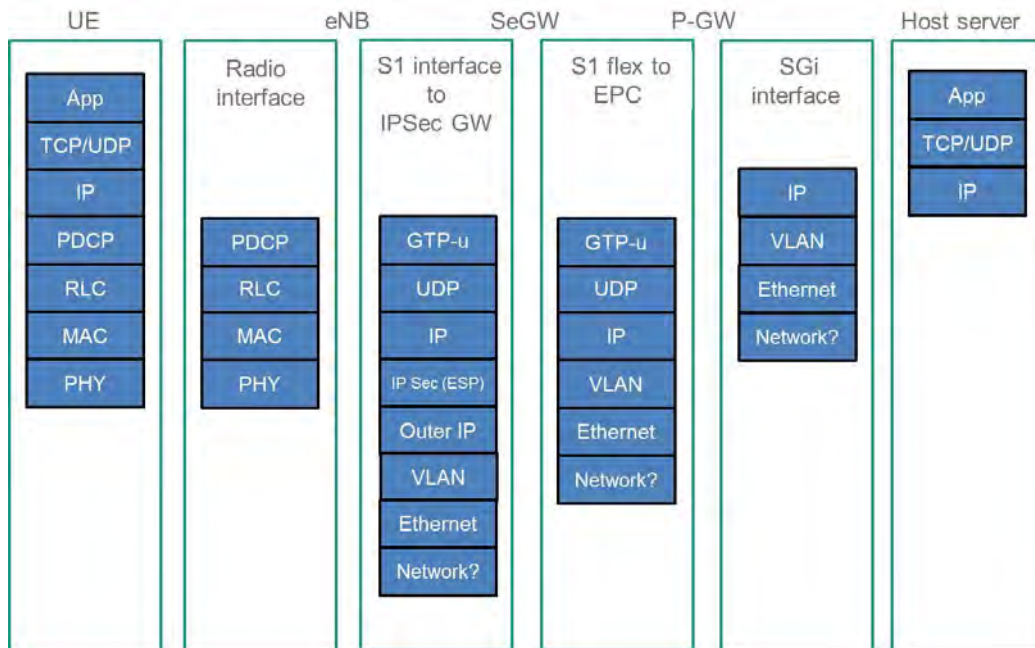 UE
eNB
SeGW
P-GW
Host server
App
TCP/UDP
IP
PDCP
RLC
MAC
PHY
Radio
interface
PDCP
RLC
MAC
PHY
S1 interface
to
IPSec GW
GTP-u
UDP
IP
IP Sec (ESP)
Outer IP
VLAN
Ethernet
Network?
S1 flex to
EPC
GTP-u
UDP
IP
VLAN
Ethernet
Network?
SGi
interface
IP
VLAN
Ethernet
Network?
App
TCP/UDP
IP